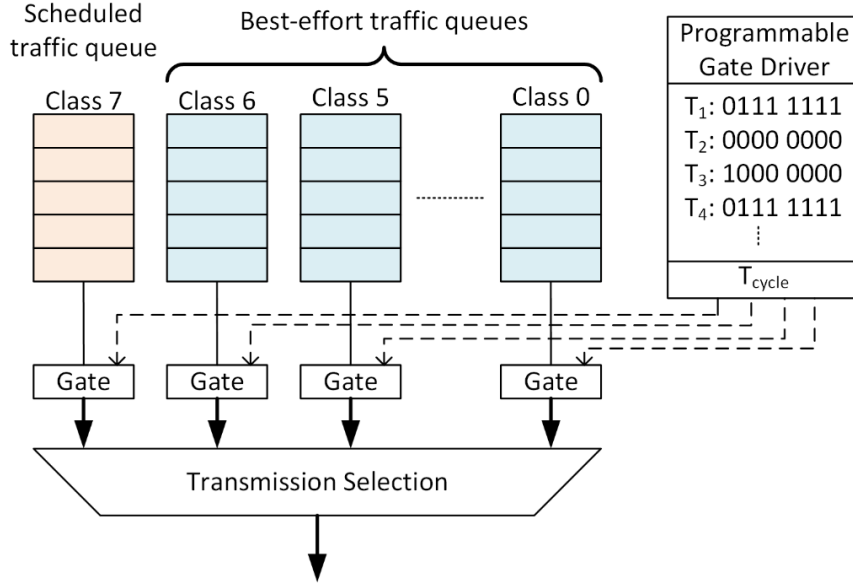 Scheduled
traffic queue
Best-effort traffic queues
Class 7
Class 6
Class 5
Class 0
Programmable
Gate Driver
T1: 0111 1111
T2: 0000 0000
T3: 1000 0000
T4: 0111 1111
Tcycle
Gate
Gate
Gate
Gate
Transmission Selection